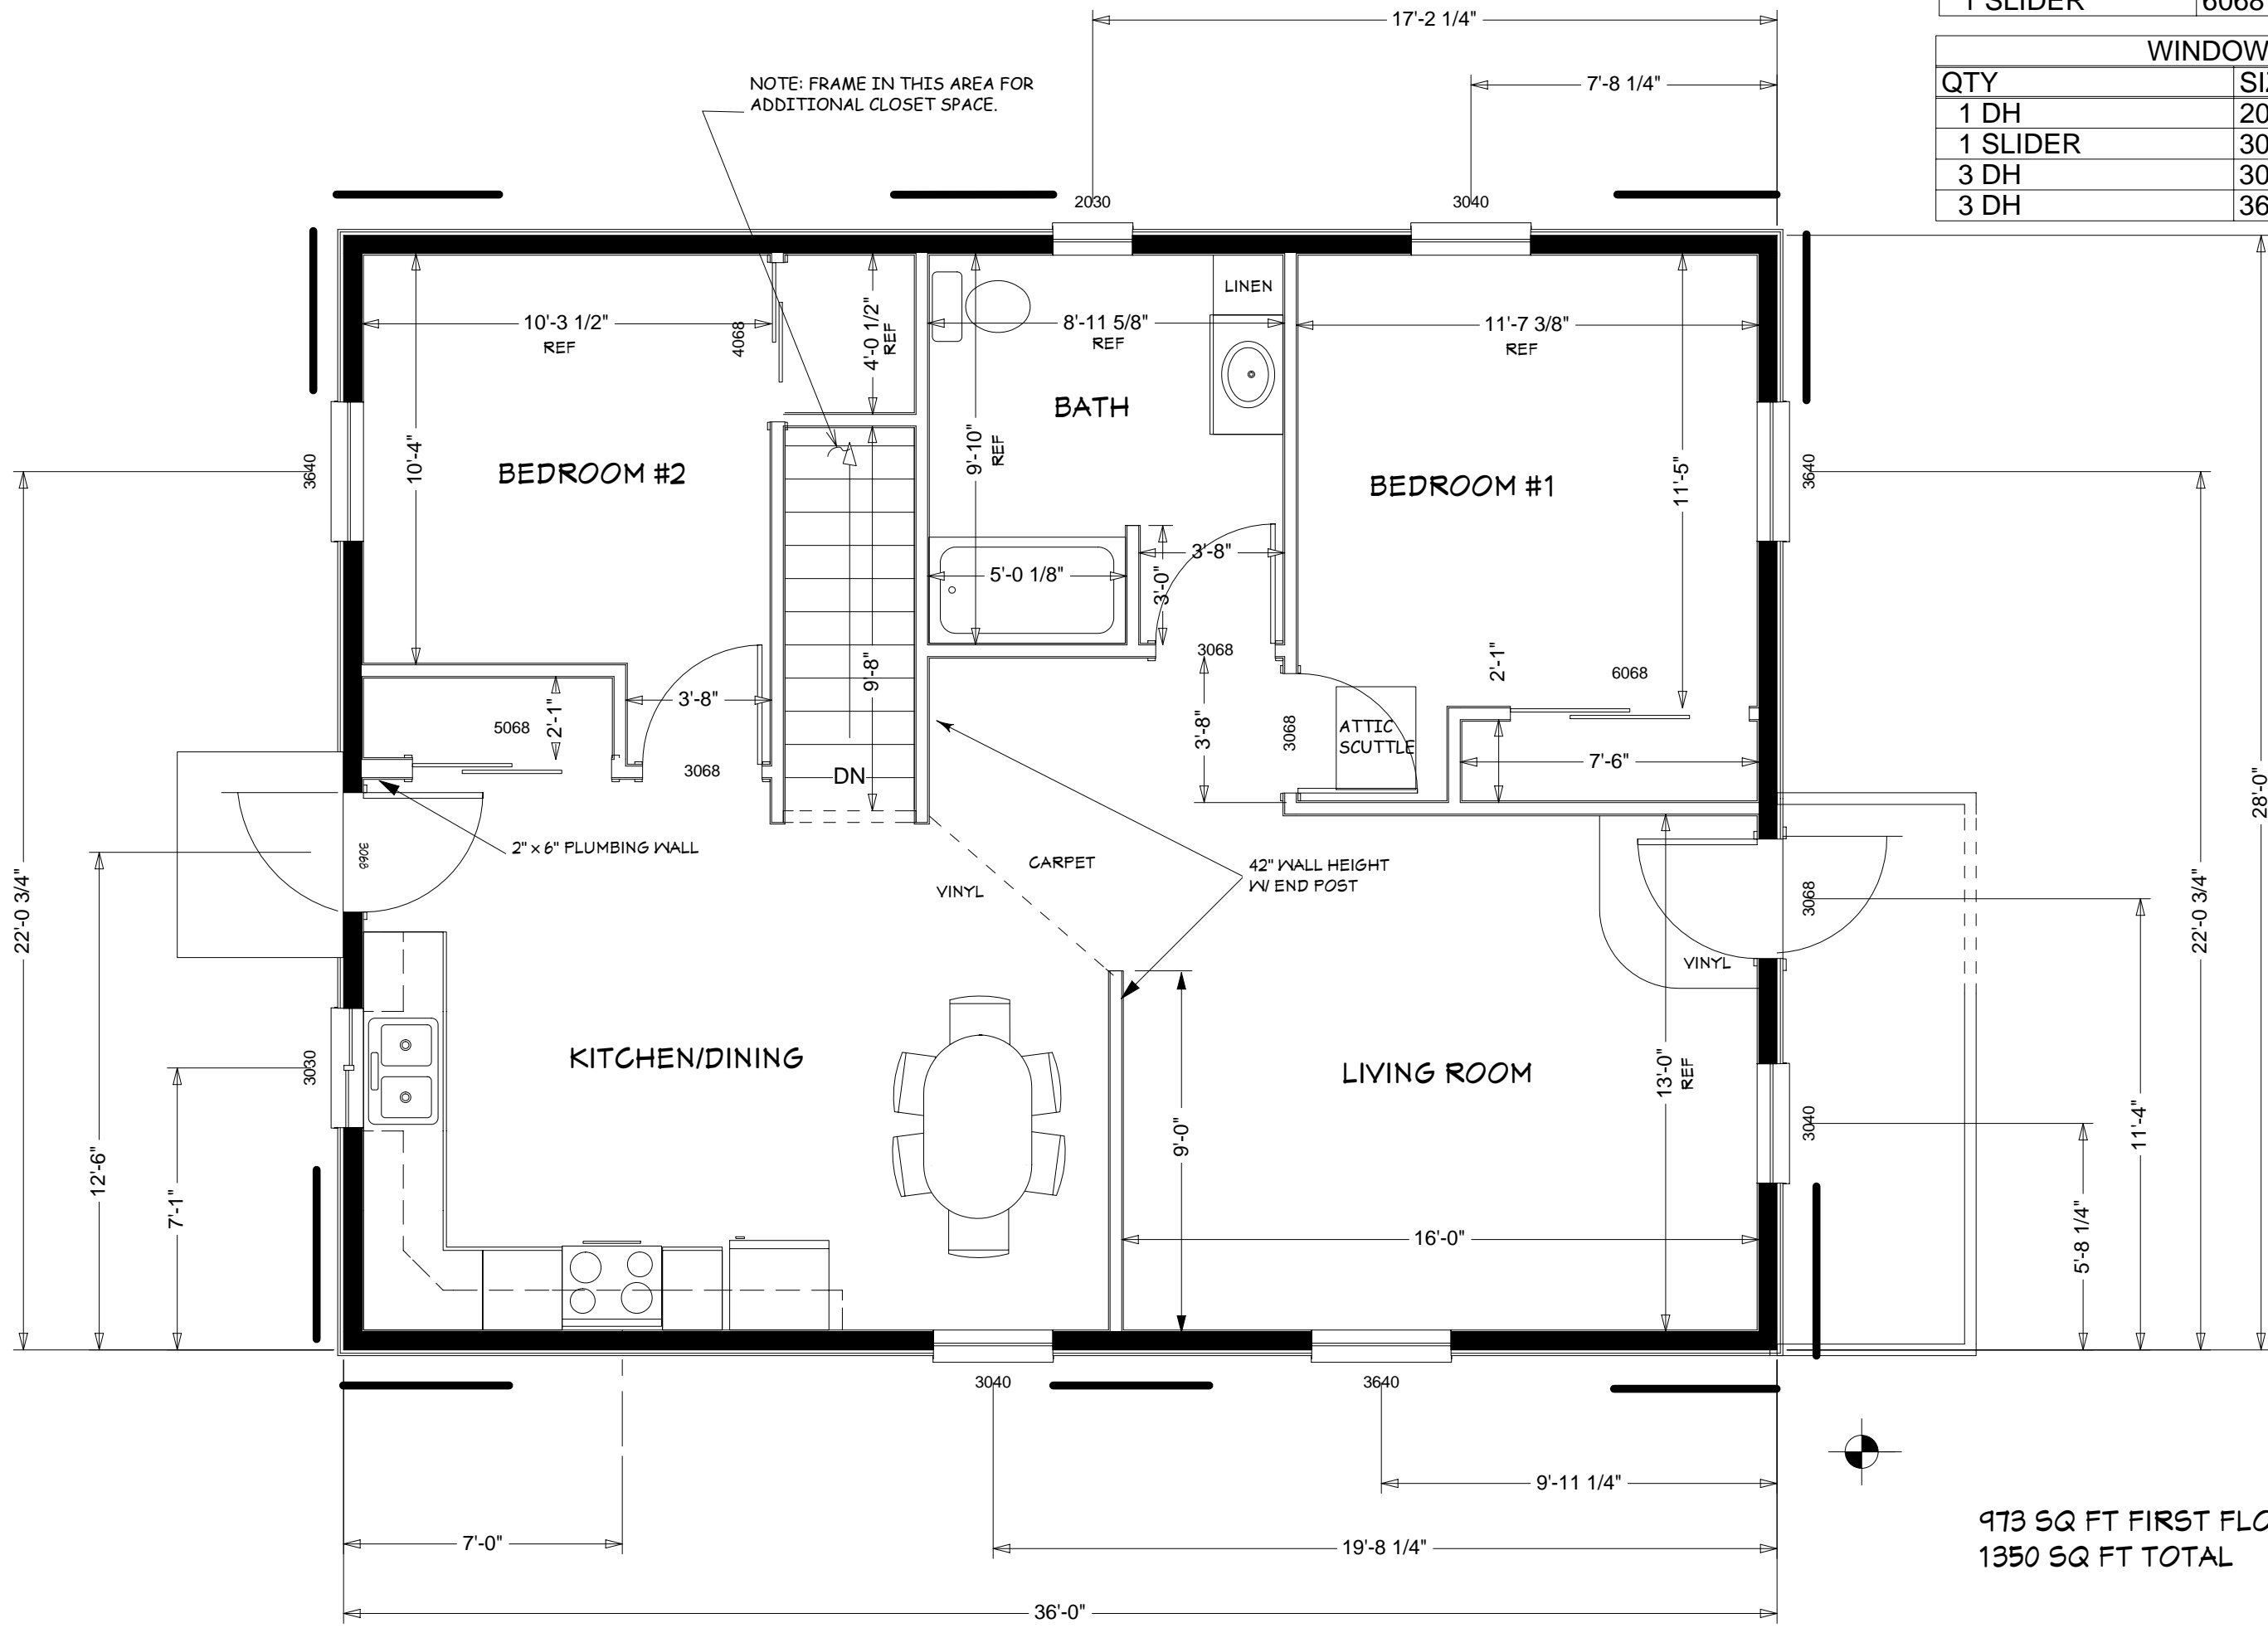 17'-2 1/4"
1 SLIDER 6068
WINDOW
QTY
1 DH 20
1 SLIDER 30
3 DH 30
3 DH 36
7'-8 1/4"
NOTE: FRAME IN THIS AREA FOR
ADDITIONAL CLOSET SPACE.
2030
3040
LINEN
10'-3 1/2"
REF
4068
4'-0 1/2"
REF
8'-11 5/8"
REF
11'-7 3/8"
REF
BATH
10'-4"
9'-10"
REF
BEDROOM #2
BEDROOM #1
11'-5"
3640
3640
3'-8"
5'-0 1/8"
3'-0"
3068
2'-1"
6068
9'-8"
3'-8"
5068
2'-1"
3068
DN
3'-8"
3068
ATTIC
SCUTTLE
7'-6"
28'-0"
2" x 6" PLUMBING WALL
3068
CARPET
VINYL
42" WALL HEIGHT
W/ END POST
3068
VINYL
22'-0 3/4"
22'-0 3/4"
KITCHEN/DINING
LIVING ROOM
3030
13'-0"
REF
3040
11'-4"
9'-0"
12'-6"
7'-1"
16'-0"
5'-8 1/4"
3040
3640
9'-11 1/4"
7'-0"
19'-8 1/4"
973 SQ FT FIRST FLO
1350 SQ FT TOTAL
36'-0"